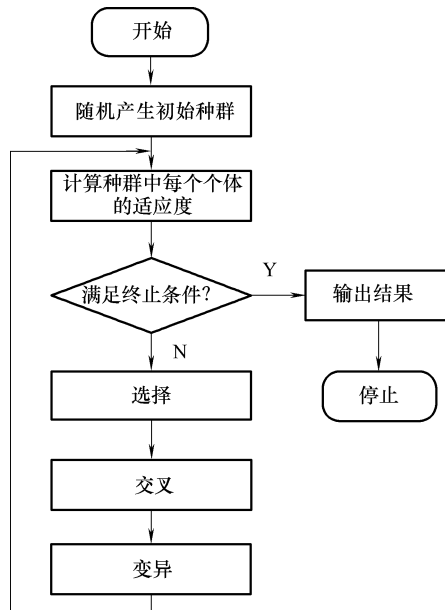 开始
随机产生初始种群
计算种群中每个个体
的适应度
满足终止条件?
Y
输出结果
N
停止
选择
交叉
变异